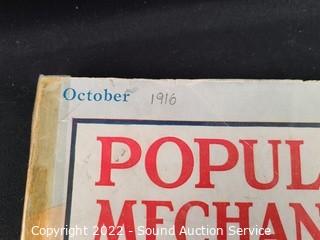 October 1916
POPUL
MECHAN
Copyright 2022 - Sound Auction Service